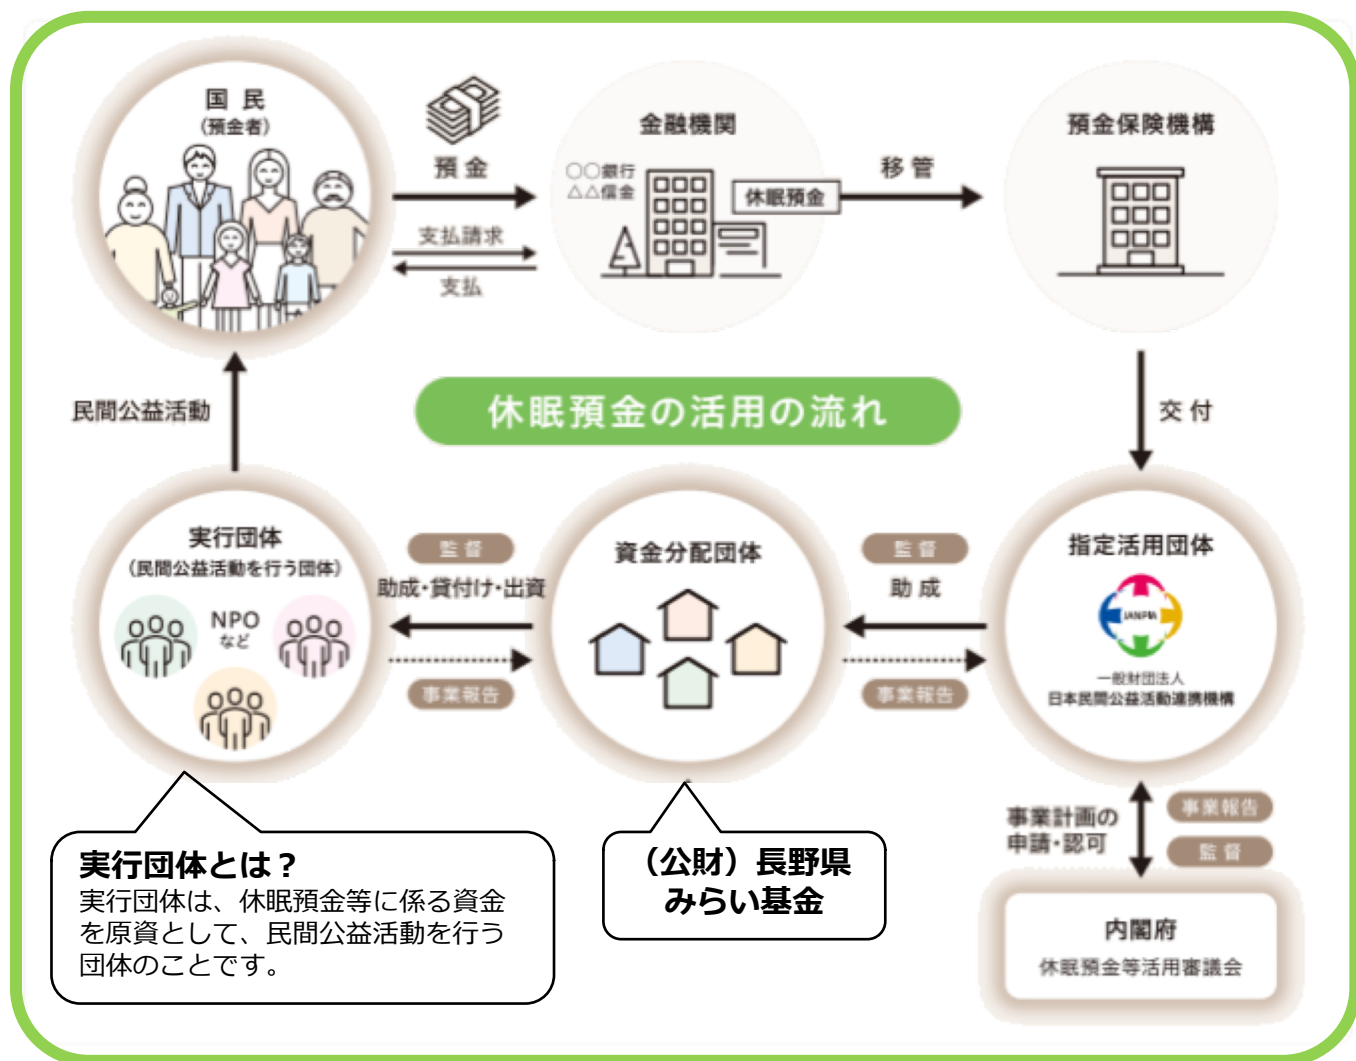 国民
（預金者）
預金
支払請求
支払
金融機関
〇〇銀行
△△信金
休眠預金
移管
預金保険機構
民間公益活動
休眠預金の活用の流れ
交付
実行団体
（民間公益活動を行う団体）
NPO
など
監督
助成・貸付け・出資
事業報告
資金分配団体
監督
助成
事業報告
指定活用団体
JANPIA
一般財団法人
日本民間公益活動連携機構
実行団体とは？
実行団体は、休眠預金等に係る資金
を原資として、民間公益活動を行う
団体のことです。
（公財）長野県
みらい基金
事業計画の
申請・認可
事業報告
監督
内閣府
休眠預金等活用審議会